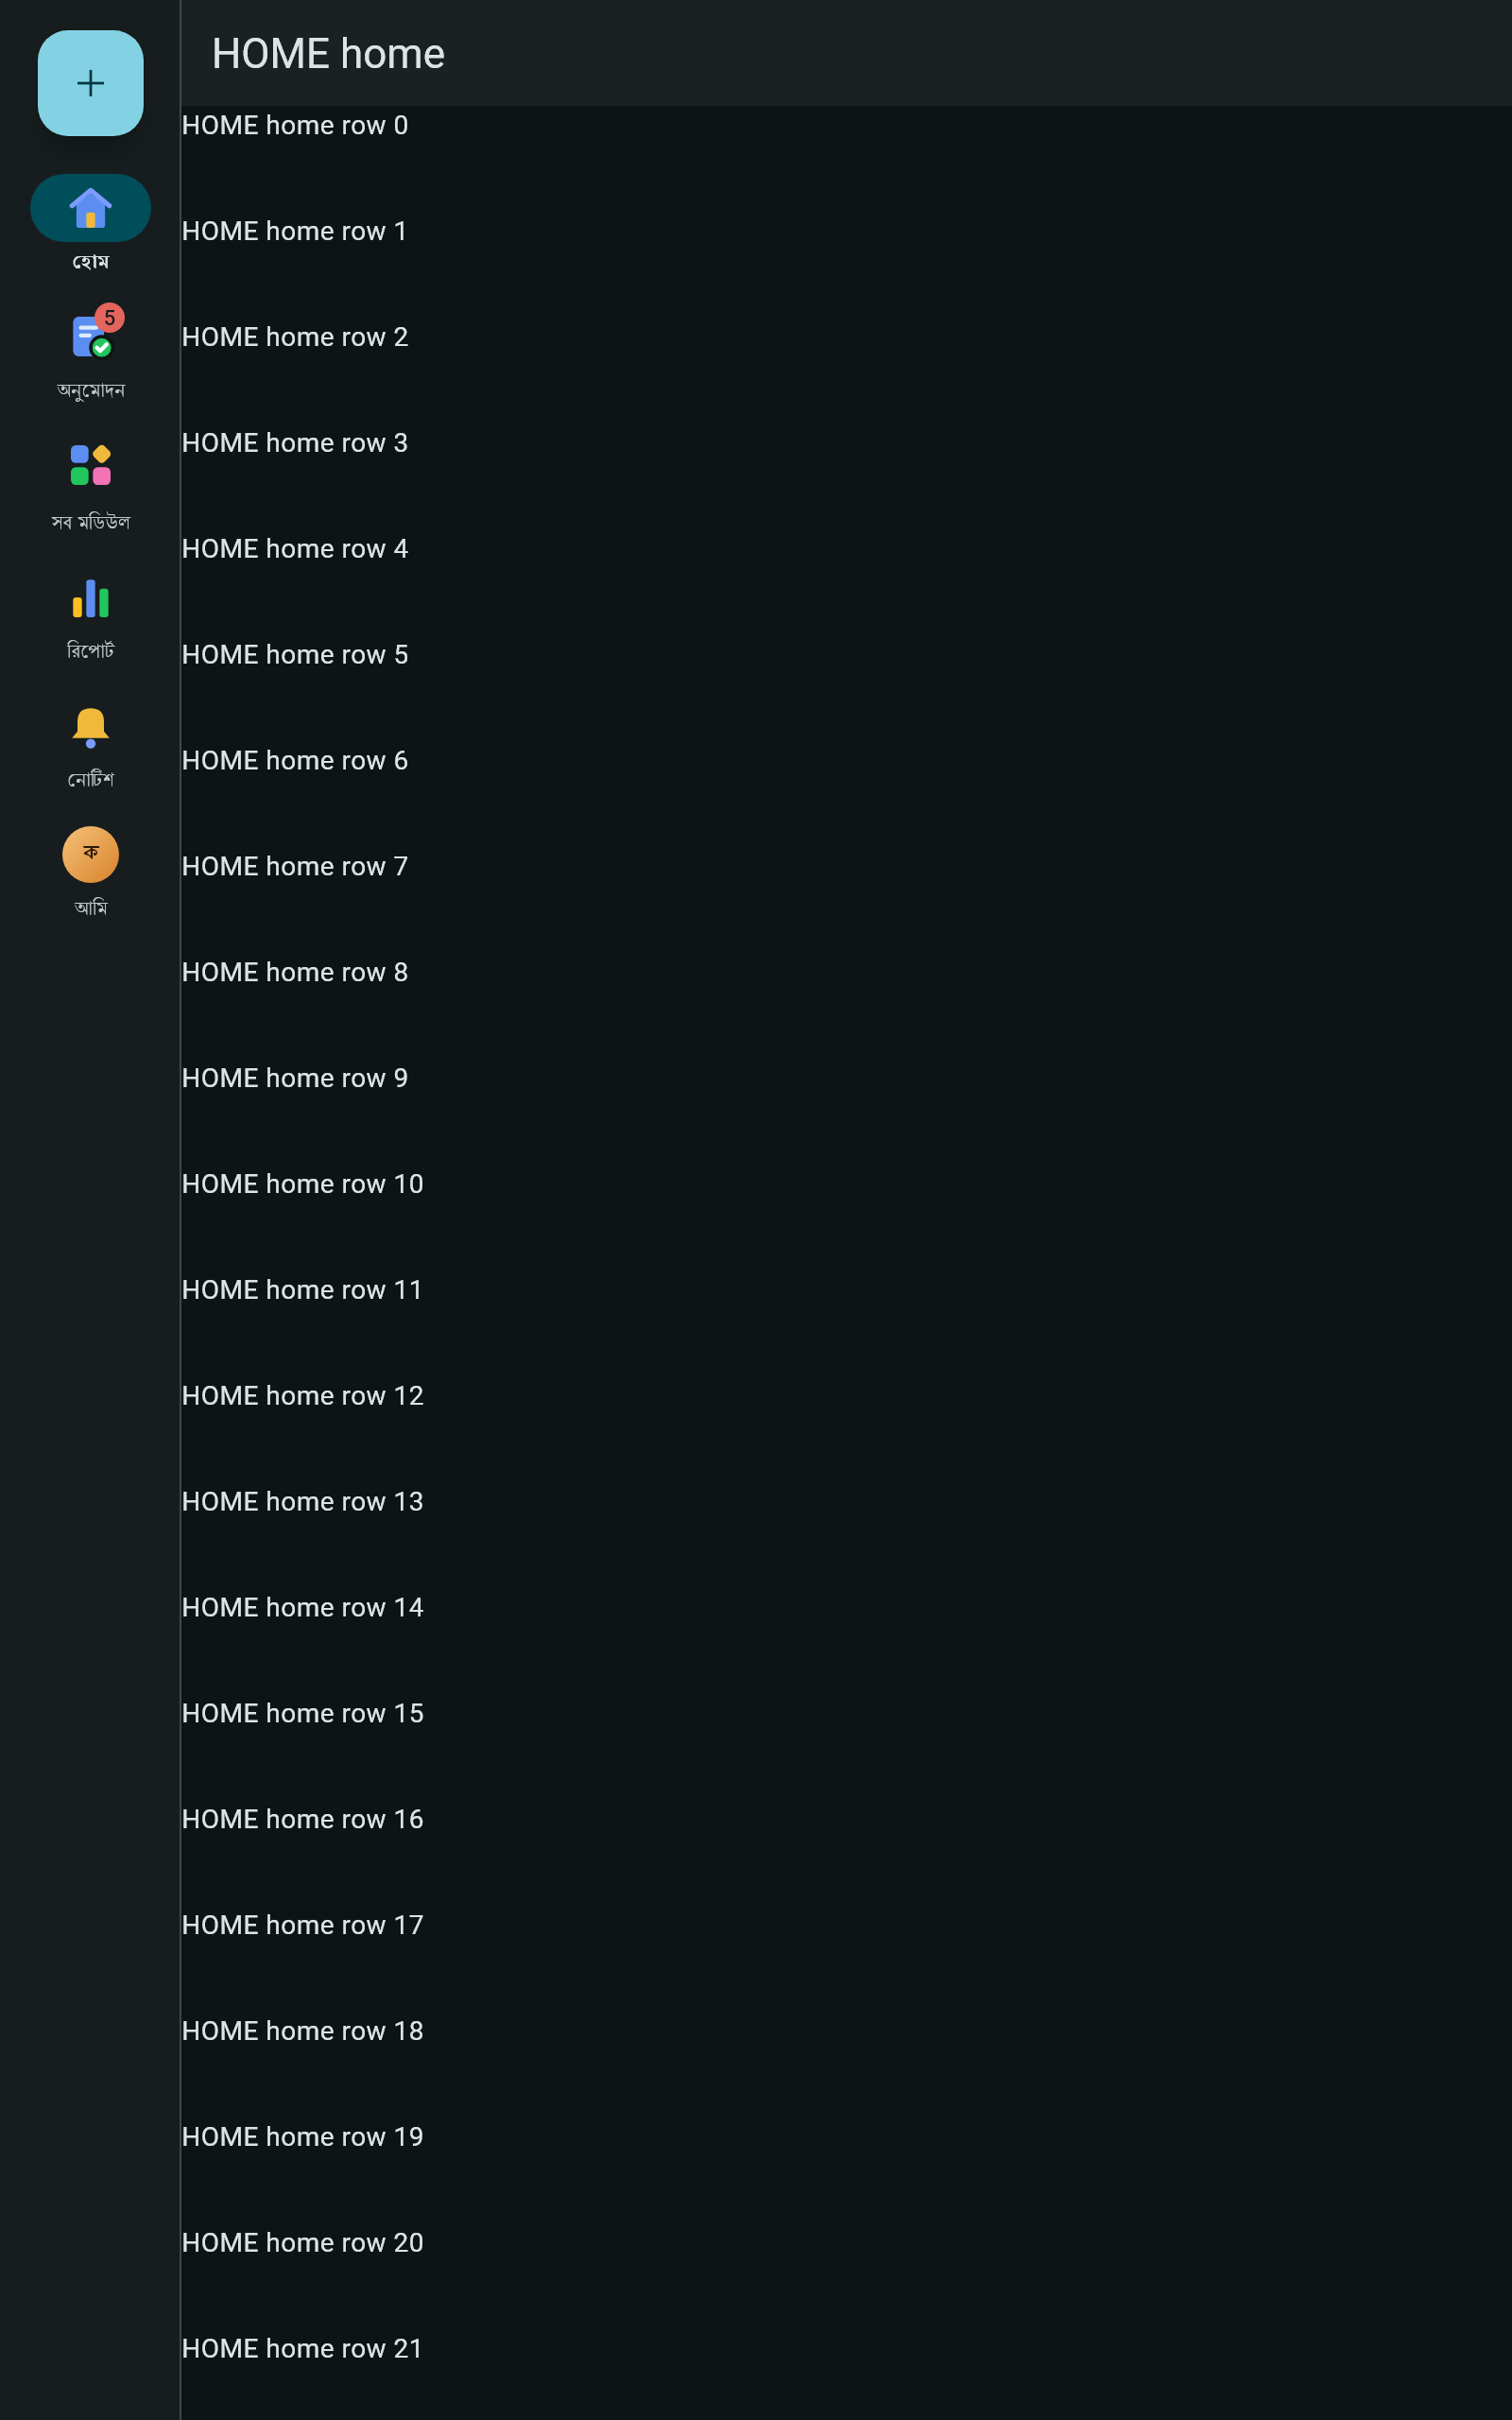 HOME home
হোম
5
অনুমোদন
সব মডিউল
রিপোর্ট
নোটিশ
ক
আমি
HOME home row 0
HOME home row 1
HOME home row 2
HOME home row 3
HOME home row 4
HOME home row 5
HOME home row 6
HOME home row 7
HOME home row 8
HOME home row 9
HOME home row 10
HOME home row 11
HOME home row 12
HOME home row 13
HOME home row 14
HOME home row 15
HOME home row 16
HOME home row 17
HOME home row 18
HOME home row 19
HOME home row 20
HOME home row 21